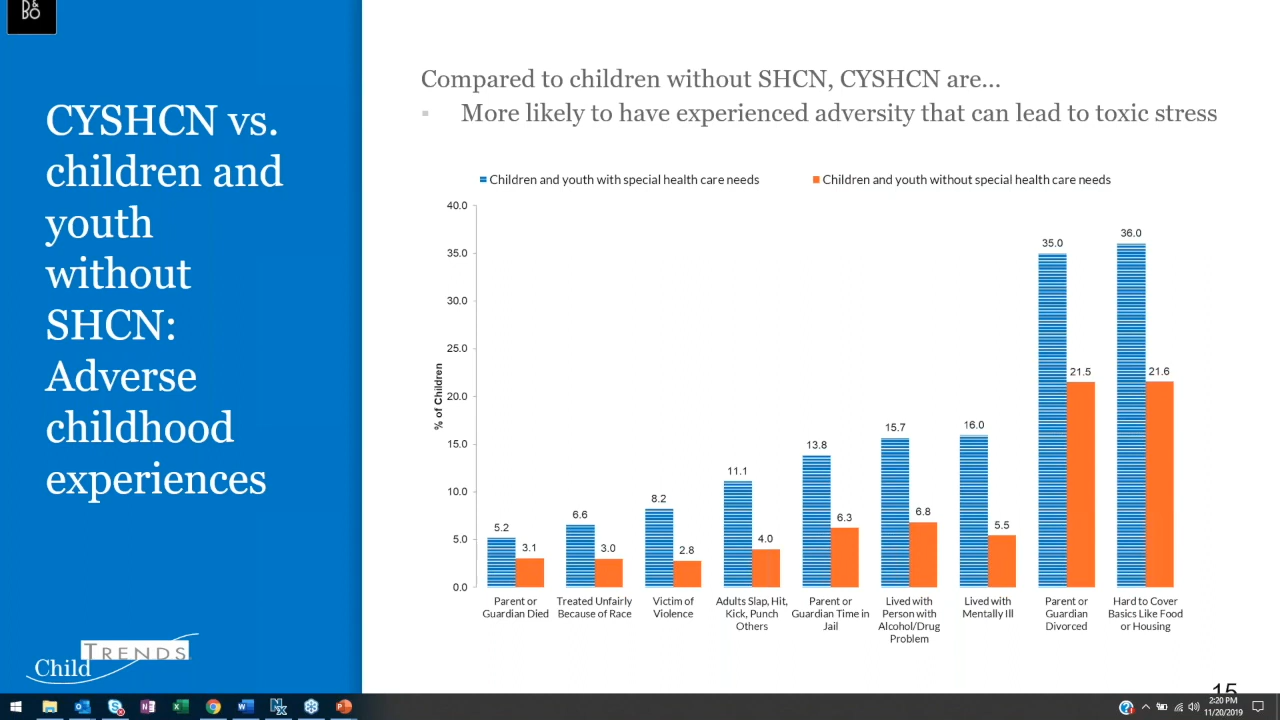 B&
BO
CYSHCN vs.
children and
youth
without
SHCN:
Adverse
childhood
experiences
Child TRENDS
Compared to children without SHCN, CYSHCN are...
More likely to have experienced adversity that can lead to toxic stress
Children and youth with special health care needs
Children and youth without special health care needs
% of Children
40.0
35.0
30.0
25.0
20.0
15.0
10.0
5.0
0.0
5.2
3.1
6.6
3.0
8.2
2.8
11.1
4.0
13.8
6.3
15.7
6.8
16.0
5.5
35.0
21.5
36.0
21.6
Parent or
Guardian Died
Treated Unfairly
Because of Race
Victim of
Violence
Adults Slap, Hit,
Kick, Punch
Others
Parent or
Guardian Time in
Jail
Lived with
Person with
Alcohol/Drug
Problem
Lived with
Mentally Ill
Parent or
Guardian
Divorced
Hard to Cover
Basics Like Food
or Housing
15
2:20 PM
11/20/2019